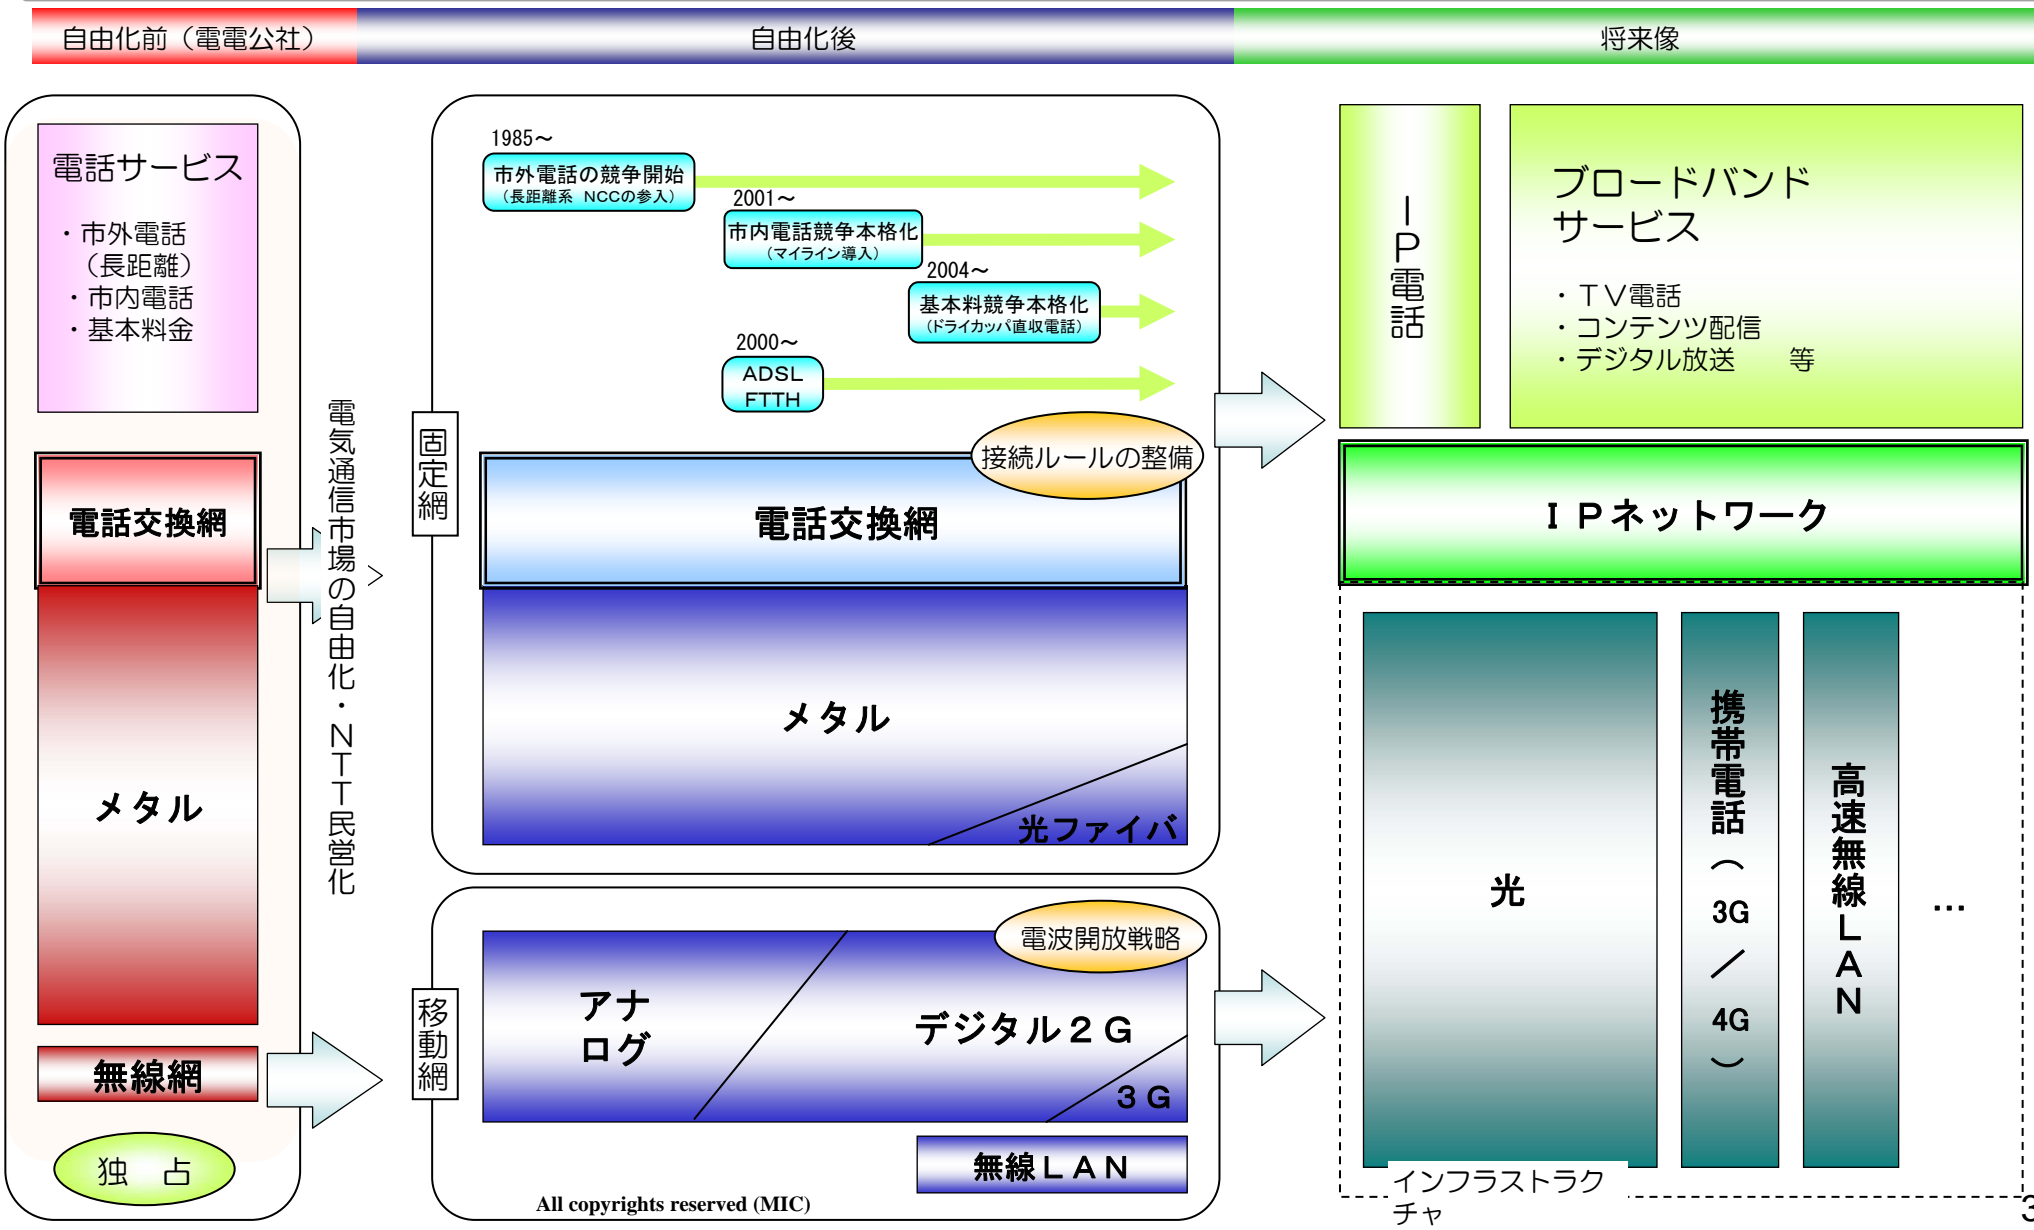 自由化前（電電公社）
自由化後
将来像
電話サービス
・市外電話
（長距離）
・市内電話
・基本料金
電話交換網
メタル
無線網
独　占
電気通信市場の自由化・ＮＴＴ民営化
固定網
1985～
市外電話の競争開始
（長距離系　NCCの参入）
2001～
市内電話競争本格化
（マイライン導入）
2004～
基本料競争本格化
（ドライカッパ直収電話）
2000～
ADSL
FTTH
接続ルールの整備
電話交換網
メタル
光ファイバ
移動網
電波開放戦略
アナ
ログ
デジタル２Ｇ
３Ｇ
無線ＬＡＮ
All copyrights reserved (MIC)
ＩＰ電話
ブロードバンド
サービス
・ＴＶ電話
・コンテンツ配信
・デジタル放送　　等
ＩＰネットワーク
光
携帯電話（3G／4G）
高速無線ＬＡＮ
…
インフラストラク
チャ
3